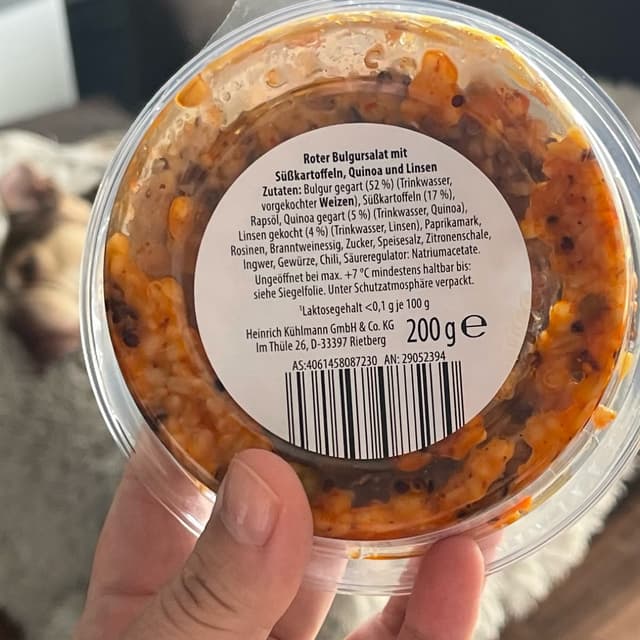 Roter Bulgursalat mit
Süßkartoffeln, Quinoa und Linsen
Zutaten: Bulgur gegart (52 %) (Trinkwasser,
vorgekochter Weizen), Süßkartoffeln (17 %),
Rapsöl, Quinoa gegart (5 %) (Trinkwasser, Quinoa),
Linsen gekocht (4 %) (Trinkwasser, Linsen), Paprikamark,
Rosinen, Branntweinessig, Zucker, Speisesalz, Zitronenschale,
Ingwer, Gewürze, Chili, Säureregulator: Natriumacetate.
Ungeöffnet bei max. +7 °C mindestens haltbar bis:
siehe Siegelfolie. Unter Schutzatmosphäre verpackt.
¹Laktosegehalt <0,1 g je 100 g
Heinrich Kühlmann GmbH & Co. KG
Im Thüle 26, D-33397 Rietberg
200 g ℮
AS:4061458087230 AN: 29052394